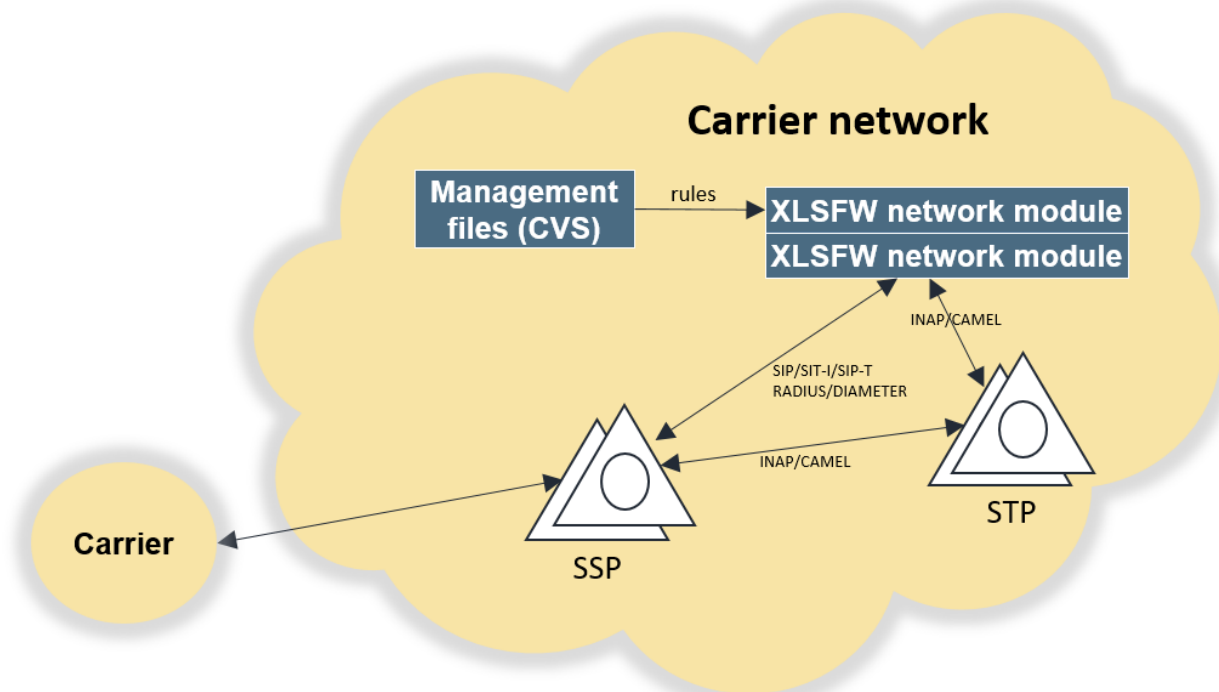 Carrier network
Management
files (CVS)
rules
XLSFW network module
XLSFW network module
INAP/CAMEL
SIP/SIT-I/SIP-T
RADIUS/DIAMETER
INAP/CAMEL
STP
Carrier
SSP